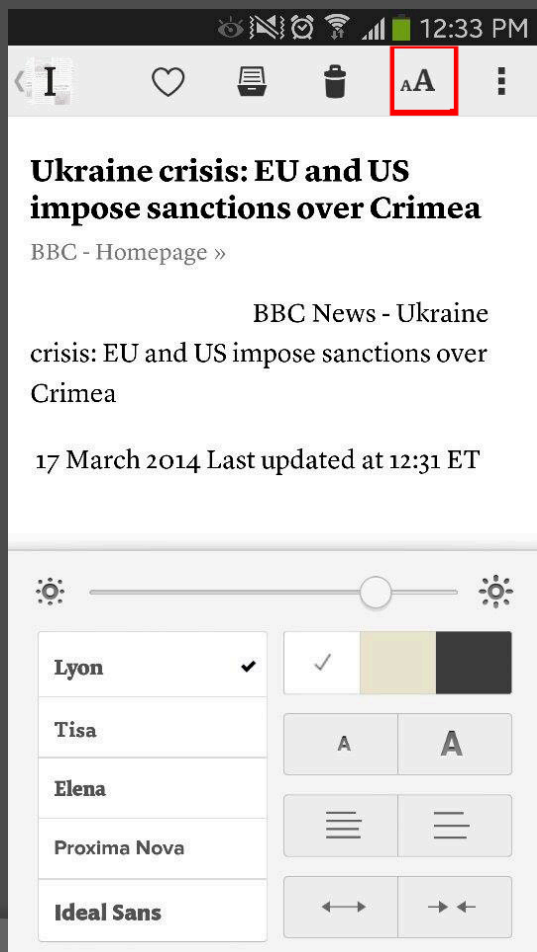 12:33 PM
I
AA
Ukraine crisis: EU and US
impose sanctions over Crimea
BBC - Homepage »
BBC News - Ukraine
crisis: EU and US impose sanctions over
Crimea
17 March 2014 Last updated at 12:31 ET
Lyon
Tisa
Elena
Proxima Nova
Ideal Sans
A
A